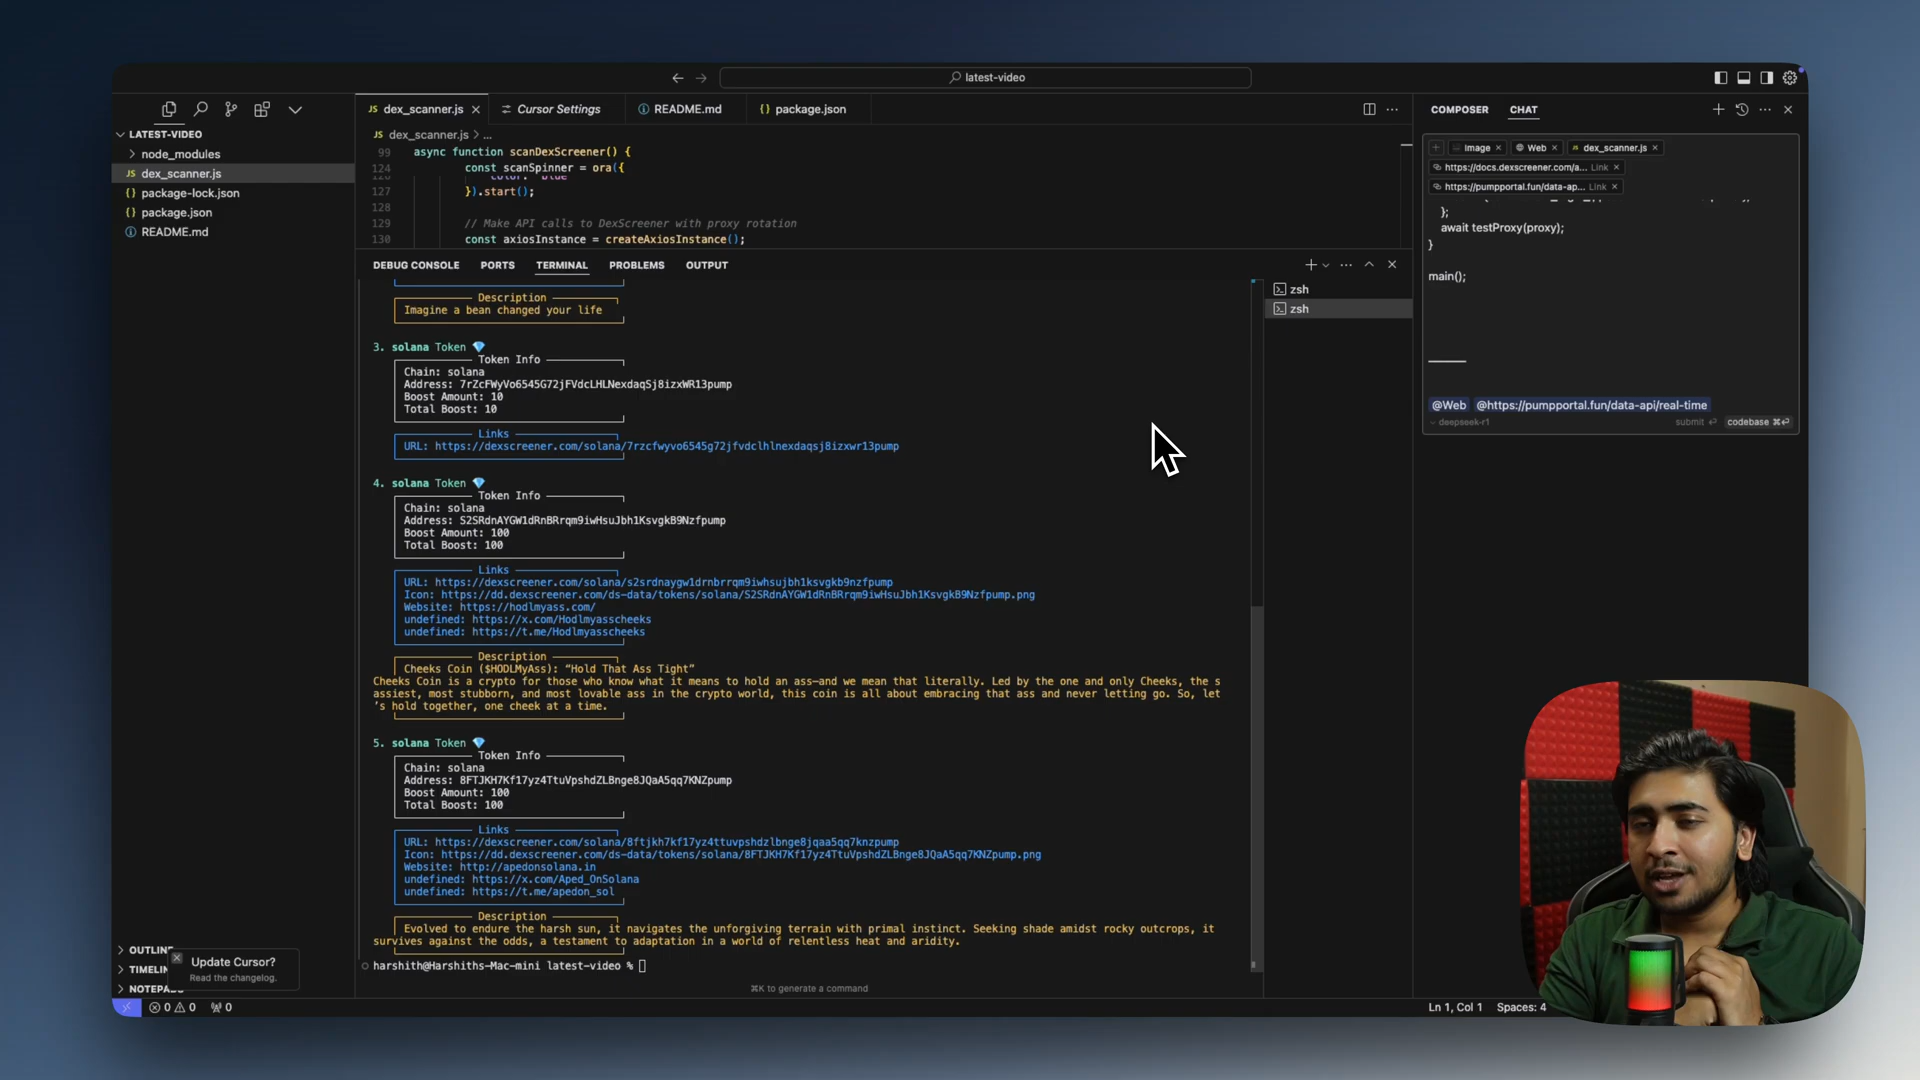 latest-video
dex_scanner.js
Cursor Settings
README.md
package.json
COMPOSER
CHAT
LATEST-VIDEO
node_modules
dex_scanner.js
package-lock.json
package.json
README.md
dex_scanner.js > ...
99 async function scanDexScreener() {
124 const scanSpinner = ora({
127 }).start();
128
129 // Make API calls to DexScreener with proxy rotation
130 const axiosInstance = createAxiosInstance();
DEBUG CONSOLE
PORTS
TERMINAL
PROBLEMS
OUTPUT
Description
Imagine a bean changed your life
3. solana Token 💎
Token Info
Chain: solana
Address: 7rZcFWyVo6545G72jFVdcLHLNexdaqSj8izxWR13pump
Boost Amount: 10
Total Boost: 10
Links
URL: https://dexscreener.com/solana/7rzcfwyvo6545g72jfvdclhlnexdaqsj8izxwr13pump
4. solana Token 💎
Token Info
Chain: solana
Address: S2SRdnAYGW1dRnBRrqm9iwHsuJbh1KsvgkB9Nzfpump
Boost Amount: 100
Total Boost: 100
Links
URL: https://dexscreener.com/solana/s2srdnaygw1drnbrrqm9iwhsujbh1ksvgkb9nzfpump
Icon: https://dd.dexscreener.com/ds-data/tokens/solana/S2SRdnAYGW1dRnBRrqm9iwHsuJbh1KsvgkB9Nzfpump.png
Website: https://hodlmyass.com/
undefined: https://x.com/Hodlmyasscheeks
undefined: https://t.me/Hodlmyasscheeks
Description
Cheeks Coin ($HODLMyAss): “Hold That Ass Tight”
Cheeks Coin is a crypto for those who know what it means to hold an ass—and we mean that literally. Led by the one and only Cheeks, the s
assiest, most stubborn, and most lovable ass in the crypto world, this coin is all about embracing that ass and never letting go. So, let
’s hold together, one cheek at a time.
5. solana Token 💎
Token Info
Chain: solana
Address: 8FTJKH7Kf17yz4TtuVpshdZLBnge8JQaA5qq7KNZpump
Boost Amount: 100
Total Boost: 100
Links
URL: https://dexscreener.com/solana/8ftjkh7kf17yz4ttuvpshdzlbnge8jqaa5qq7knzpump
Icon: https://dd.dexscreener.com/ds-data/tokens/solana/8FTJKH7Kf17yz4TtuVpshdZLBnge8JQaA5qq7KNZpump.png
Website: http://apedonsolana.in
undefined: https://x.com/Aped_OnSolana
undefined: https://t.me/apedon_sol
Description
Evolved to endure the harsh sun, it navigates the unforgiving terrain with primal instinct. Seeking shade amidst rocky outcrops, it
survives against the odds, a testament to adaptation in a world of relentless heat and aridity.
harshith@Harshiths-Mac-mini latest-video %
⌘K to generate a command
zsh
zsh
Image
Web
dex_scanner.js
https://docs.dexscreener.com/a... Link
https://pumpportal.fun/data-ap... Link
};
await testProxy(proxy);
}
main();
@Web @https://pumpportal.fun/data-api/real-time
deepseek-r1
submit
codebase ⌘↵
OUTLINE
TIMELIN
NOTEPADS
Update Cursor?
Read the changelog.
0 0 0
Ln 1, Col 1
Spaces: 4